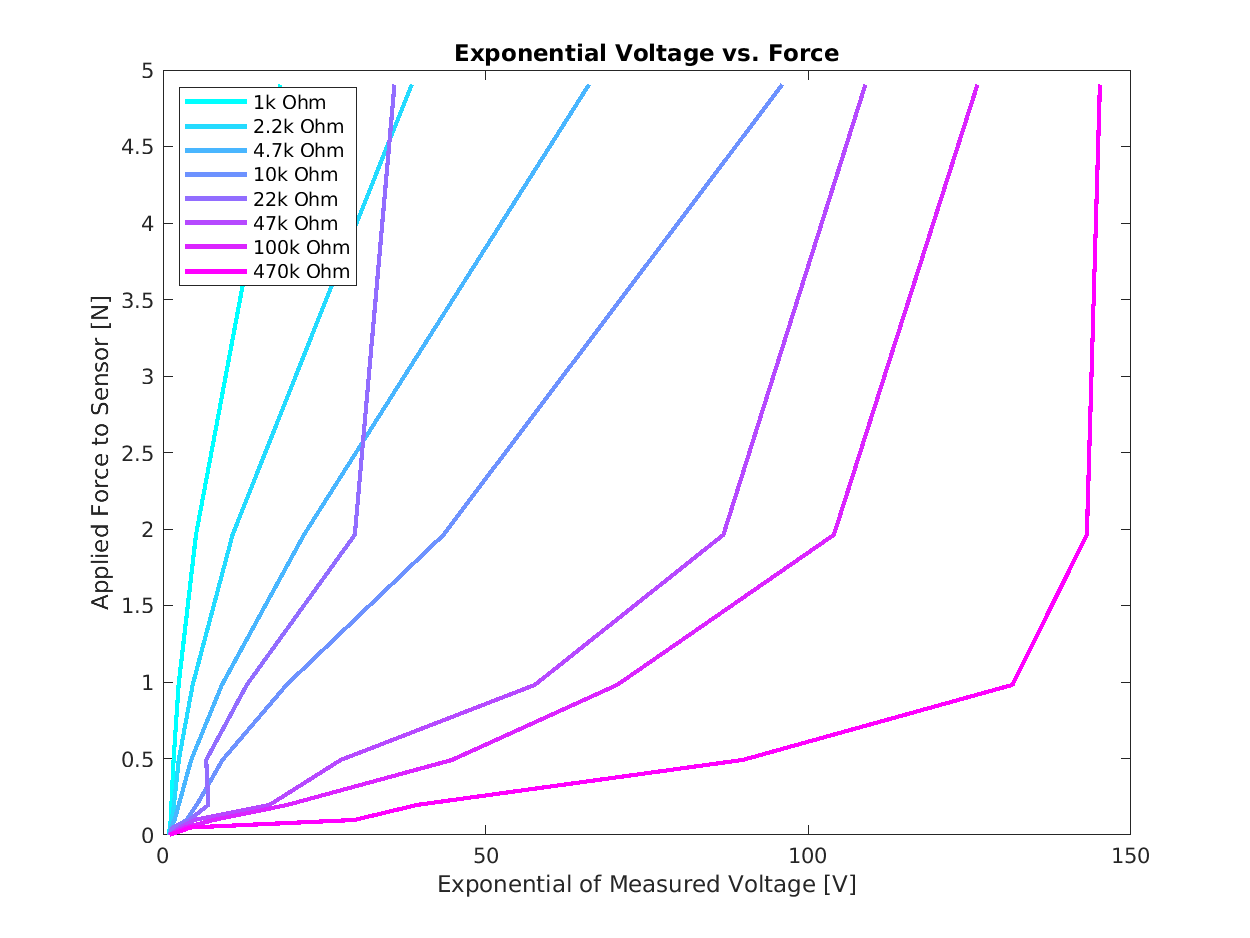 Exponential Voltage vs. Force
5
4.5
4
3.5
3
2.5
2
1.5
1
0.5
0
Applied Force to Sensor [N]
1k Ohm
2.2k Ohm
4.7k Ohm
10k Ohm
22k Ohm
47k Ohm
100k Ohm
470k Ohm
0 50 100 150
Exponential of Measured Voltage [V]